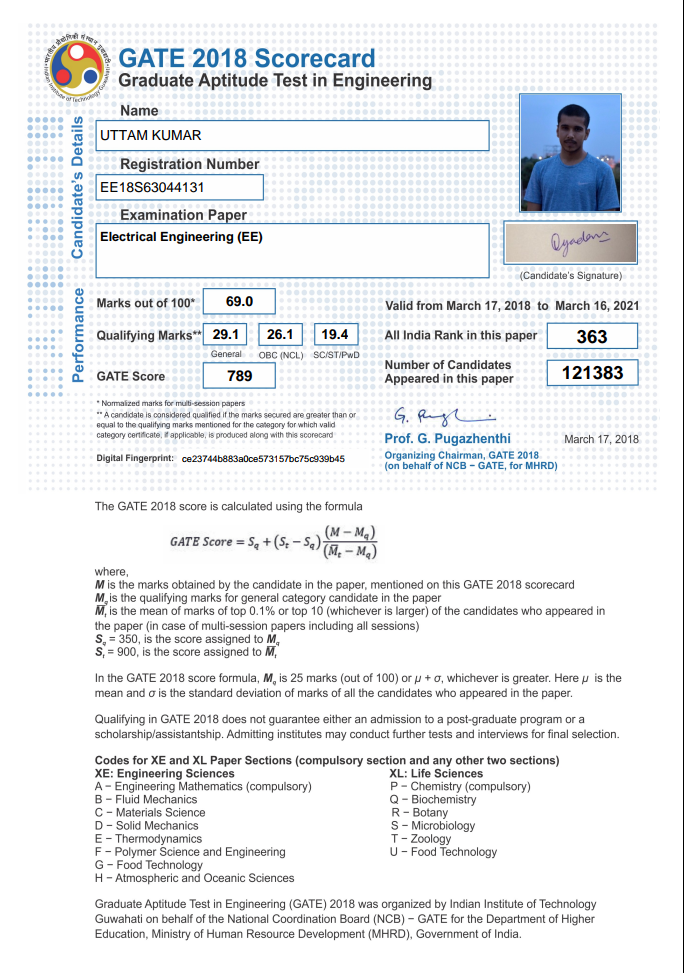 GATE 2018 Scorecard
Graduate Aptitude Test in Engineering
Candidate's Details
Name
UTTAM KUMAR
Registration Number
EE18S63044131
Examination Paper
Electrical Engineering (EE)
(Candidate's Signature)
Performance
Marks out of 100*
69.0
Valid from March 17, 2018 to March 16, 2021
Qualifying Marks**
29.1
26.1
19.4
General
OBC (NCL)
SC/ST/PwD
All India Rank in this paper
363
GATE Score
789
Number of Candidates
Appeared in this paper
121383
* Normalized marks for multi-session papers
** A candidate is considered qualified if the marks secured are greater than or
equal to the qualifying marks mentioned for the category for which valid
category certificate, if applicable, is produced along with this scorecard
Digital Fingerprint: ce23744b883a0ce573157bc75c939b45
Prof. G. Pugazhenthi
March 17, 2018
Organizing Chairman, GATE 2018
(on behalf of NCB − GATE, for MHRD)
The GATE 2018 score is calculated using the formula
GATE Score = S_q + (S_t − S_q) (M − M_q) / (M̅_t − M_q)
where,
M is the marks obtained by the candidate in the paper, mentioned on this GATE 2018 scorecard
M_q is the qualifying marks for general category candidate in the paper
M̅_t is the mean of marks of top 0.1% or top 10 (whichever is larger) of the candidates who appeared in
the paper (in case of multi-session papers including all sessions)
S_q = 350, is the score assigned to M_q
S_t = 900, is the score assigned to M̅_t
In the GATE 2018 score formula, M_q is 25 marks (out of 100) or μ + σ, whichever is greater. Here μ is the
mean and σ is the standard deviation of marks of all the candidates who appeared in the paper.
Qualifying in GATE 2018 does not guarantee either an admission to a post-graduate program or a
scholarship/assistantship. Admitting institutes may conduct further tests and interviews for final selection.
Codes for XE and XL Paper Sections (compulsory section and any other two sections)
XE: Engineering Sciences
A − Engineering Mathematics (compulsory)
B − Fluid Mechanics
C − Materials Science
D − Solid Mechanics
E − Thermodynamics
F − Polymer Science and Engineering
G − Food Technology
H − Atmospheric and Oceanic Sciences
XL: Life Sciences
P − Chemistry (compulsory)
Q − Biochemistry
R − Botany
S − Microbiology
T − Zoology
U − Food Technology
Graduate Aptitude Test in Engineering (GATE) 2018 was organized by Indian Institute of Technology
Guwahati on behalf of the National Coordination Board (NCB) − GATE for the Department of Higher
Education, Ministry of Human Resource Development (MHRD), Government of India.